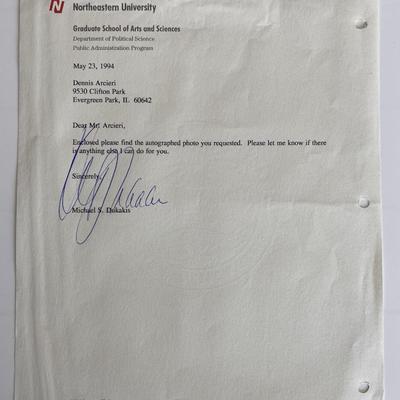 N
Northeastern University
Graduate School of Arts and Sciences
Department of Political Science
Public Administration Program
May 23, 1994
Dennis Arcieri
9530 Clifton Park
Evergreen Park, IL 60642
Dear Mr. Arcieri,
Enclosed please find the autographed photo you requested. Please let me know if there
is anything else I can do for you.
Sincerely,
Michael S. Dukakis